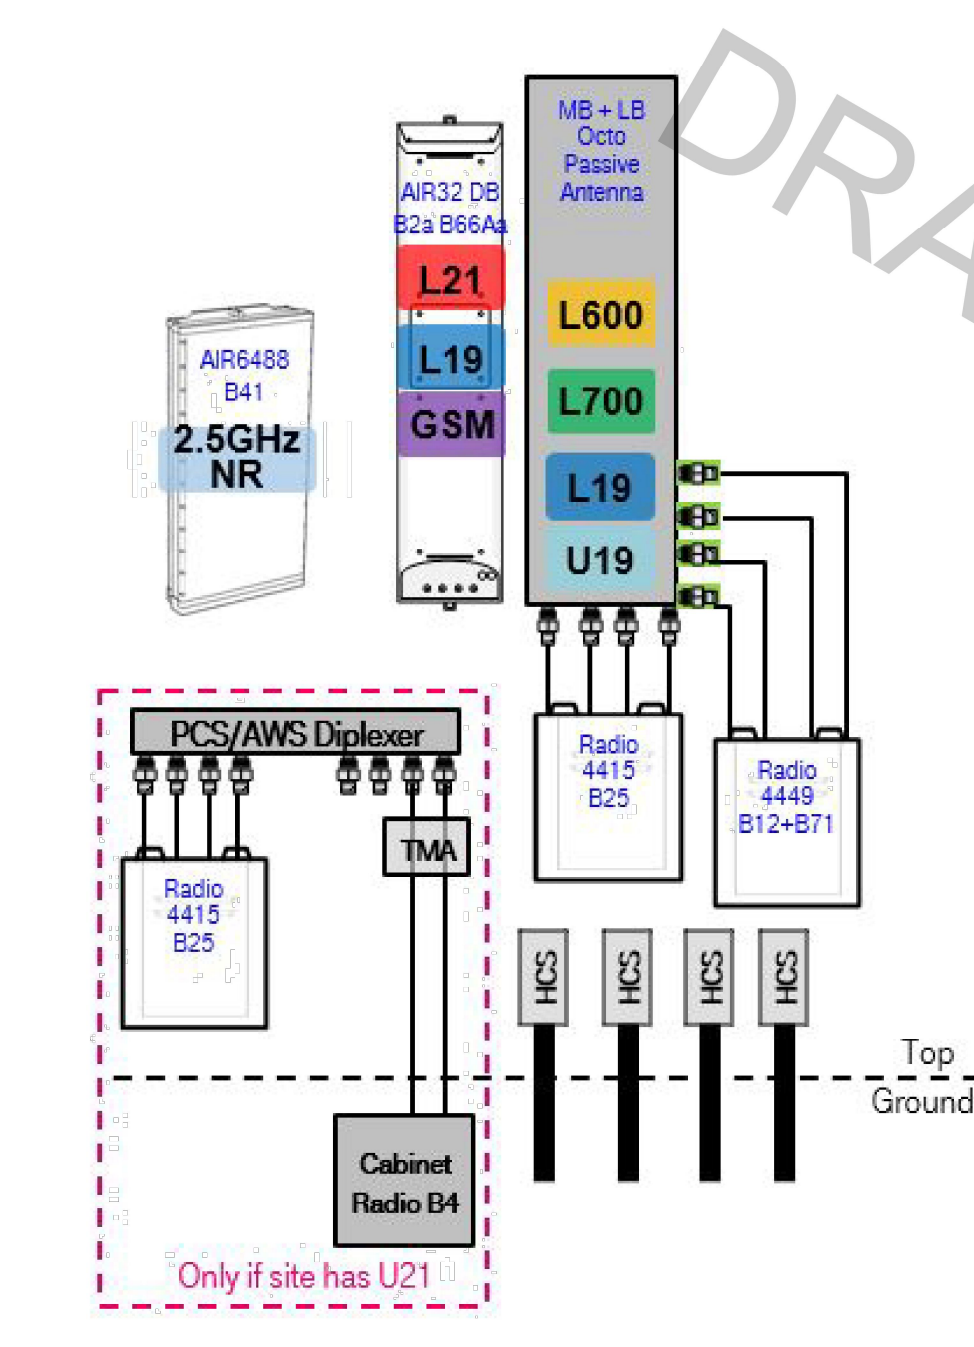 DRA
MB + LB
Octo
Passive
Antenna
L600
L700
L19
U19
AIR32 DB
B2a B66Aa
L21
L19
GSM
AIR6488
B41
2.5GHz
NR
PCS/AWS Diplexer
TMA
Radio
4415
B25
Radio
4415
B25
Radio
4449
B12+B71
HCS
HCS
HCS
HCS
Top
Ground
Cabinet
Radio B4
Only if site has U21